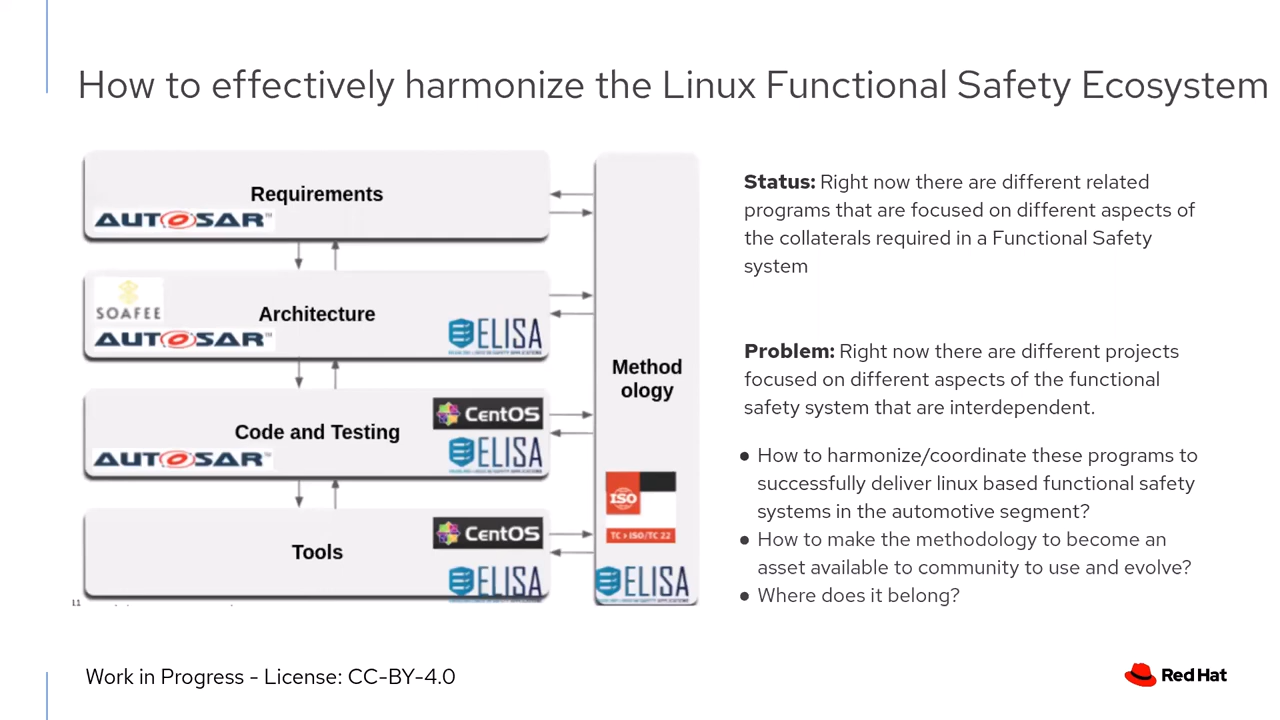 How to effectively harmonize the Linux Functional Safety Ecosystem
Requirements
AUTOSAR
SOAFEE
Architecture
AUTOSAR
ELISA
CentOS
Code and Testing
AUTOSAR
ELISA
CentOS
Tools
ELISA
Method
ology
ISO
TC > ISO/TC 22
ELISA
11
Status: Right now there are different related
programs that are focused on different aspects of
the collaterals required in a Functional Safety
system
Problem: Right now there are different projects
focused on different aspects of the functional
safety system that are interdependent.
● How to harmonize/coordinate these programs to
successfully deliver linux based functional safety
systems in the automotive segment?
● How to make the methodology to become an
asset available to community to use and evolve?
● Where does it belong?
Work in Progress - License: CC-BY-4.0
Red Hat